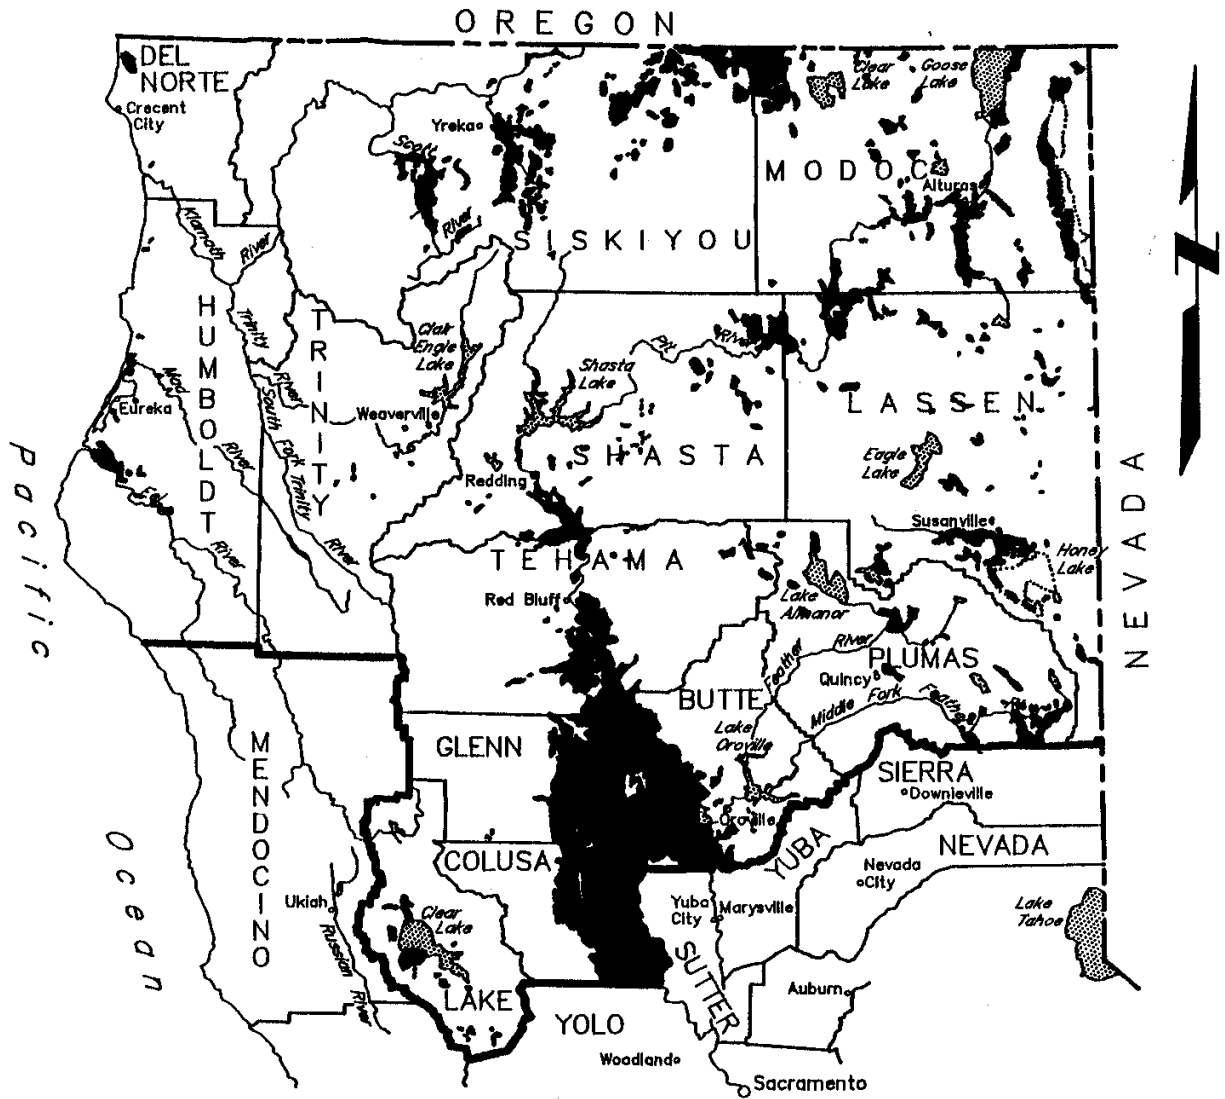 OREGON
DEL
NORTE
Crecent
City
Yreka
Scott
River
Clear
Lake
Goose
Lake
MODOC
Alturas
SISKIYOU
Klamath
River
HUMBOLDT
Trinity
River
TRINITY
Clair
Engle
Lake
Shasta
Lake
Pit
River
LASSEN
Mad
River
Eureka
South Fork Trinity
River
Weaverville
SHASTA
Eagle
Lake
Redding
Eel
River
Susanville
Honey
Lake
NEVADA
Pacific
Ocean
TEHAMA
Red Bluff
Lake
Almanor
Feather
River
PLUMAS
Quincy
Middle Fork Feather
BUTTE
Lake
Oroville
GLENN
MENDOCINO
SIERRA
Downieville
Oroville
YUBA
NEVADA
COLUSA
Nevada
City
Ukiah
Russian
River
Clear
Lake
Yuba
City
Marysville
Lake
Tahoe
SUTTER
LAKE
YOLO
Auburn
Woodland
Sacramento